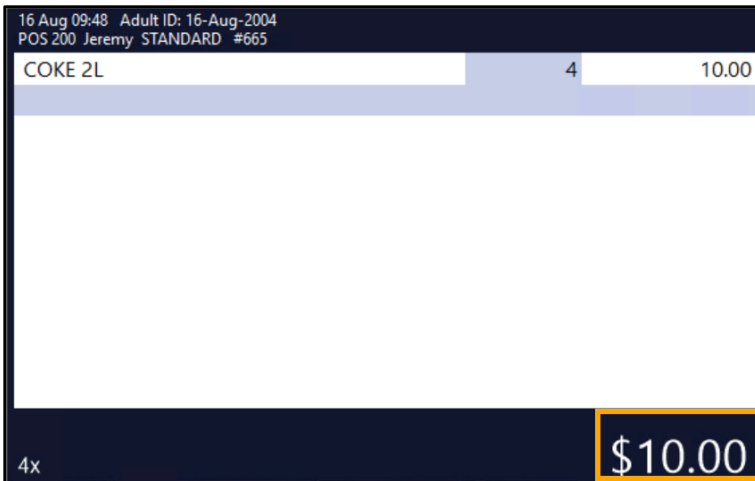 16 Aug 09:48 Adult ID: 16-Aug-2004
POS 200 Jeremy STANDARD #665
COKE 2L 4 10.00
4x $10.00